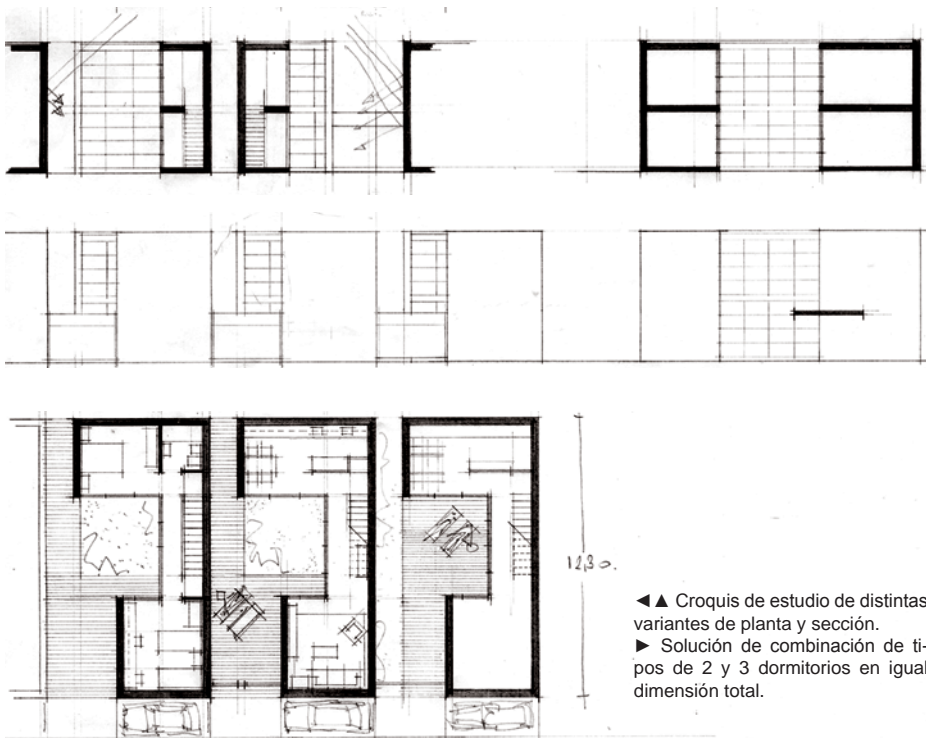 12,30.
◄▲ Croquis de estudio de distintas
variantes de planta y sección.
► Solución de combinación de ti-
pos de 2 y 3 dormitorios en igual
dimensión total.